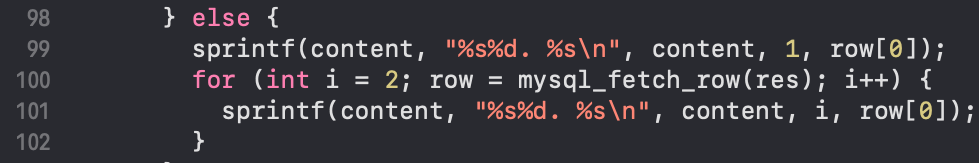 98 } else {
99 sprintf(content, "%s%d. %s\n", content, 1, row[0]);
100 for (int i = 2; row = mysql_fetch_row(res); i++) {
101 sprintf(content, "%s%d. %s\n", content, i, row[0]);
102 }